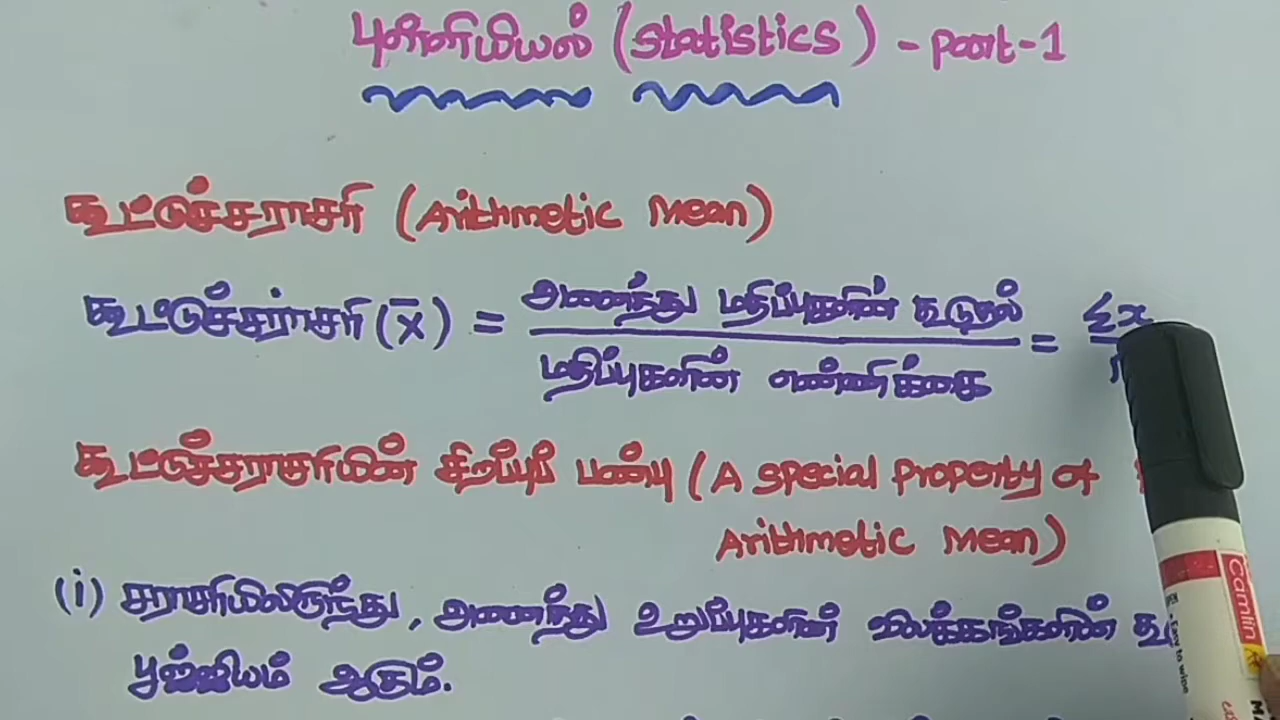 புள்ளியியல் (statistics) - part-1
கூட்டுச்சராசரி (Arithmetic Mean)
கூட்டுச்சராசரி (x̄) = அனைத்து மதிப்புகளின் கூடுதல் / மதிப்புகளின் எண்ணிக்கை = Σx
கூட்டுச்சராசரியின் சிறப்புப் பண்பு (A special property of
Arithmetic Mean)
(i) சராசரியிலிருந்து, அனைத்து உறுப்புகளின் விலக்கங்களின்
பூஜ்ஜியம் ஆகும்.
Camlin